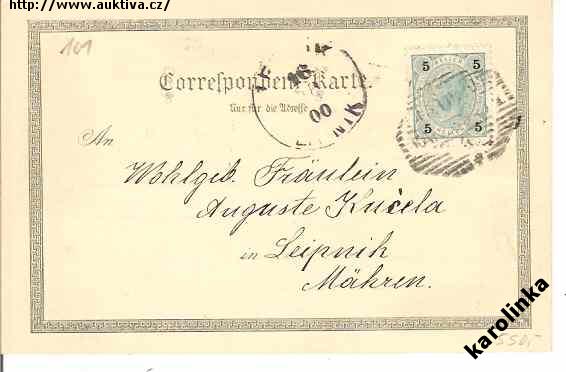 http://www.auktiva.cz/
101
Correspondenz-Karte.
Nur für die Adresse
5 5
5 5
00
An
Wohlgeb. Fräulein
Auguste Kučela
in Leipnik
Mähren.
karolinka
550,-